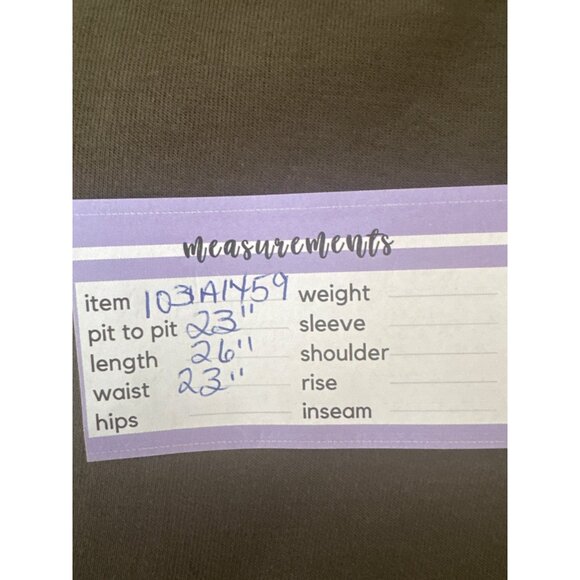 measurements
item 1031A1459 weight
pit to pit 23" sleeve
length 26" shoulder
waist 23" rise
hips inseam